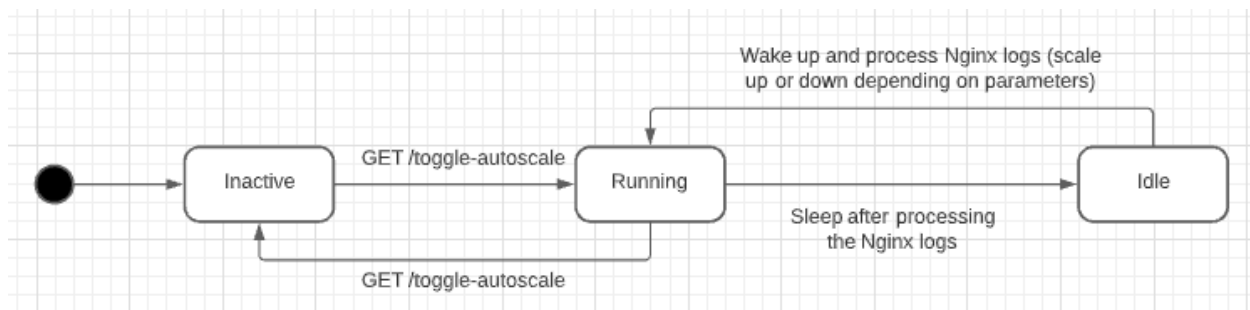 Wake up and process Nginx logs (scale
up or down depending on parameters)
GET /toggle-autoscale
Inactive
Running
Idle
Sleep after processing
the Nginx logs
GET /toggle-autoscale